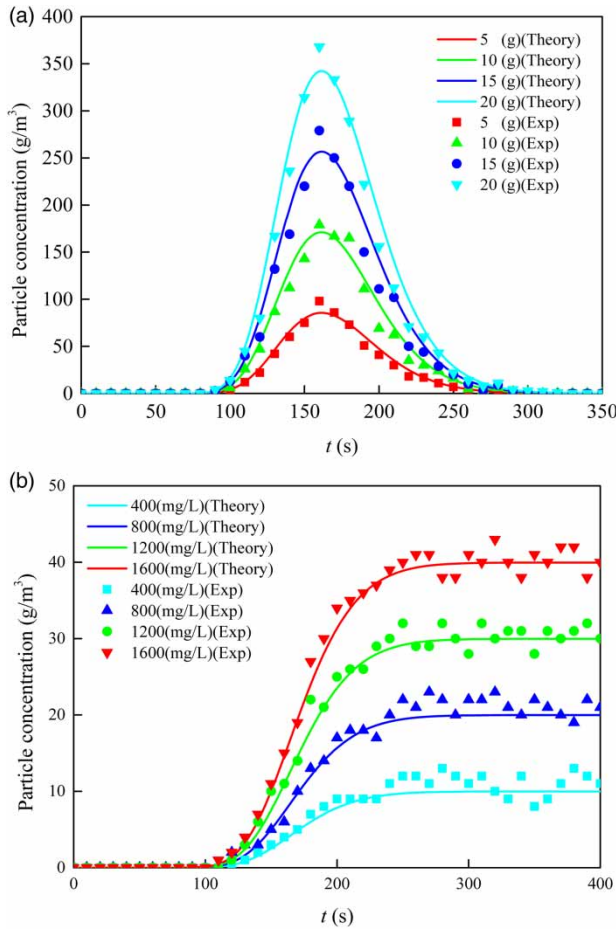 (a)
400
350
300
250
200
150
100
50
0
Particle concentration (g/m³)
5 (g)(Theory)
10 (g)(Theory)
15 (g)(Theory)
20 (g)(Theory)
5 (g)(Exp)
10 (g)(Exp)
15 (g)(Exp)
20 (g)(Exp)
0 50 100 150 200 250 300 350
t (s)
(b)
50
40
30
20
10
0
Particle concentration (g/m³)
400(mg/L)(Theory)
800(mg/L)(Theory)
1200(mg/L)(Theory)
1600(mg/L)(Theory)
400(mg/L)(Exp)
800(mg/L)(Exp)
1200(mg/L)(Exp)
1600(mg/L)(Exp)
0 100 200 300 400
t (s)